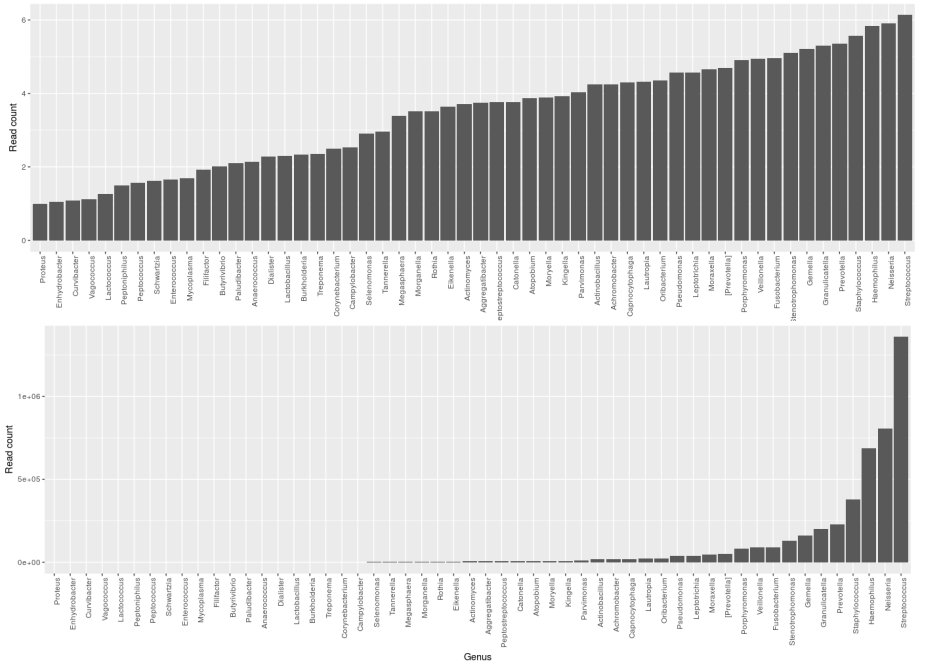 6
4
2
0
Read count
Proteus
Enhydrobacter
Curvibacter
Vagococcus
Lactococcus
Peptoniphilus
Peptococcus
Schwartzia
Enterococcus
Mycoplasma
Filifactor
Butyrivibrio
Paludibacter
Anaerococcus
Dialister
Lactobacillus
Burkholderia
Treponema
Corynebacterium
Campylobacter
Selenomonas
Tannerella
Megasphaera
Morganella
Rothia
Eikenella
Actinomyces
Aggregatibacter
eptostreptococcus
Catonella
Atopobium
Moryella
Kingella
Parvimonas
Actinobacillus
Achromobacter
Capnocytophaga
Lautropia
Oribacterium
Pseudomonas
Leptotrichia
Moraxella
[Prevotella]
Porphyromonas
Veillonella
Fusobacterium
Stenotrophomonas
Gemella
Granulicatella
Prevotella
Staphylococcus
Haemophilus
Neisseria
Streptococcus
1e+06
5e+05
0e+00
Read count
Proteus
Enhydrobacter
Curvibacter
Vagococcus
Lactococcus
Peptoniphilus
Peptococcus
Schwartzia
Enterococcus
Mycoplasma
Filifactor
Butyrivibrio
Paludibacter
Anaerococcus
Dialister
Lactobacillus
Burkholderia
Treponema
Corynebacterium
Campylobacter
Selenomonas
Tannerella
Megasphaera
Morganella
Rothia
Eikenella
Actinomyces
Aggregatibacter
Peptostreptococcus
Catonella
Atopobium
Moryella
Kingella
Parvimonas
Actinobacillus
Achromobacter
Capnocytophaga
Lautropia
Oribacterium
Pseudomonas
Leptotrichia
Moraxella
[Prevotella]
Porphyromonas
Veillonella
Fusobacterium
Stenotrophomonas
Gemella
Granulicatella
Prevotella
Staphylococcus
Haemophilus
Neisseria
Streptococcus
Genus